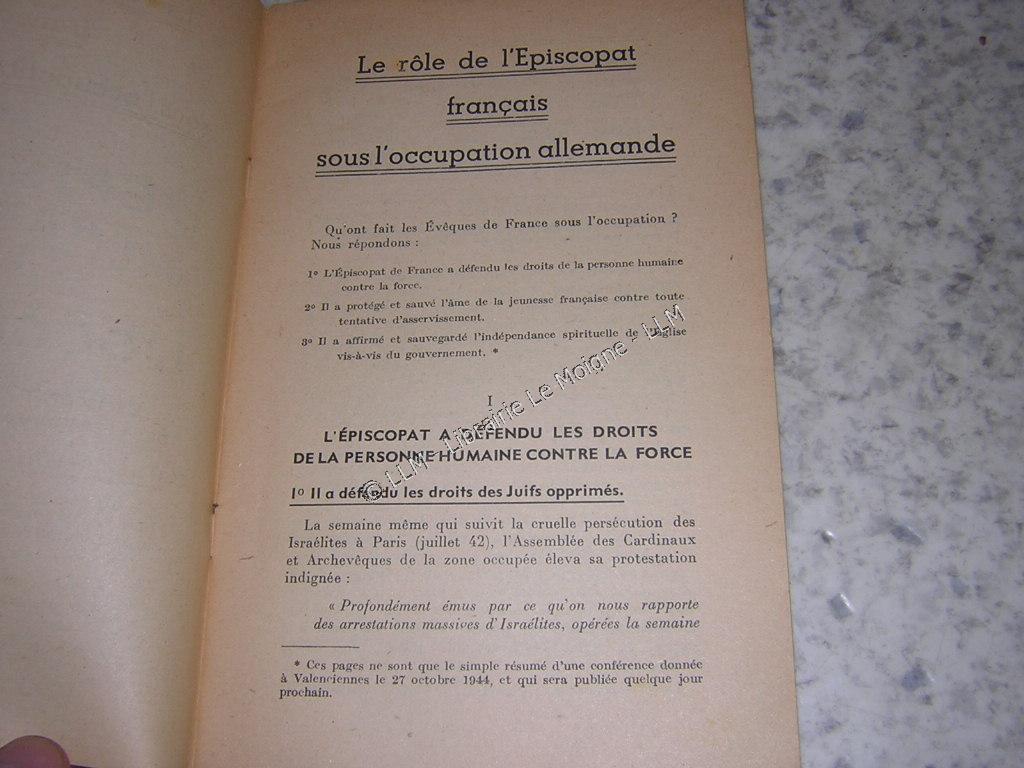 Le rôle de l'Episcopat
français
sous l'occupation allemande
Qu'ont fait les Évêques de France sous l'occupation ?
Nous répondons :
1º L'Épiscopat de France a défendu les droits de la personne humaine
contre la force.
2º Il a protégé et sauvé l'âme de la jeunesse française contre toute
tentative d'asservissement.
3º Il a affirmé et sauvegardé l'indépendance spirituelle de l'Eglise
vis-à-vis du gouvernement. *
I
L'ÉPISCOPAT A DÉFENDU LES DROITS
DE LA PERSONNE HUMAINE CONTRE LA FORCE
1º Il a défendu les droits des Juifs opprimés.
La semaine même qui suivit la cruelle persécution des
Israélites à Paris (juillet 42), l'Assemblée des Cardinaux
et Archevêques de la zone occupée éleva sa protestation
indignée :
« Profondément émus par ce qu'on nous rapporte
des arrestations massives d'Israélites, opérées la semaine
* Ces pages ne sont que le simple résumé d'une conférence donnée
à Valenciennes le 27 octobre 1944, et qui sera publiée quelque jour
prochain.
© LLM - Librairie Le Moigne - LLM